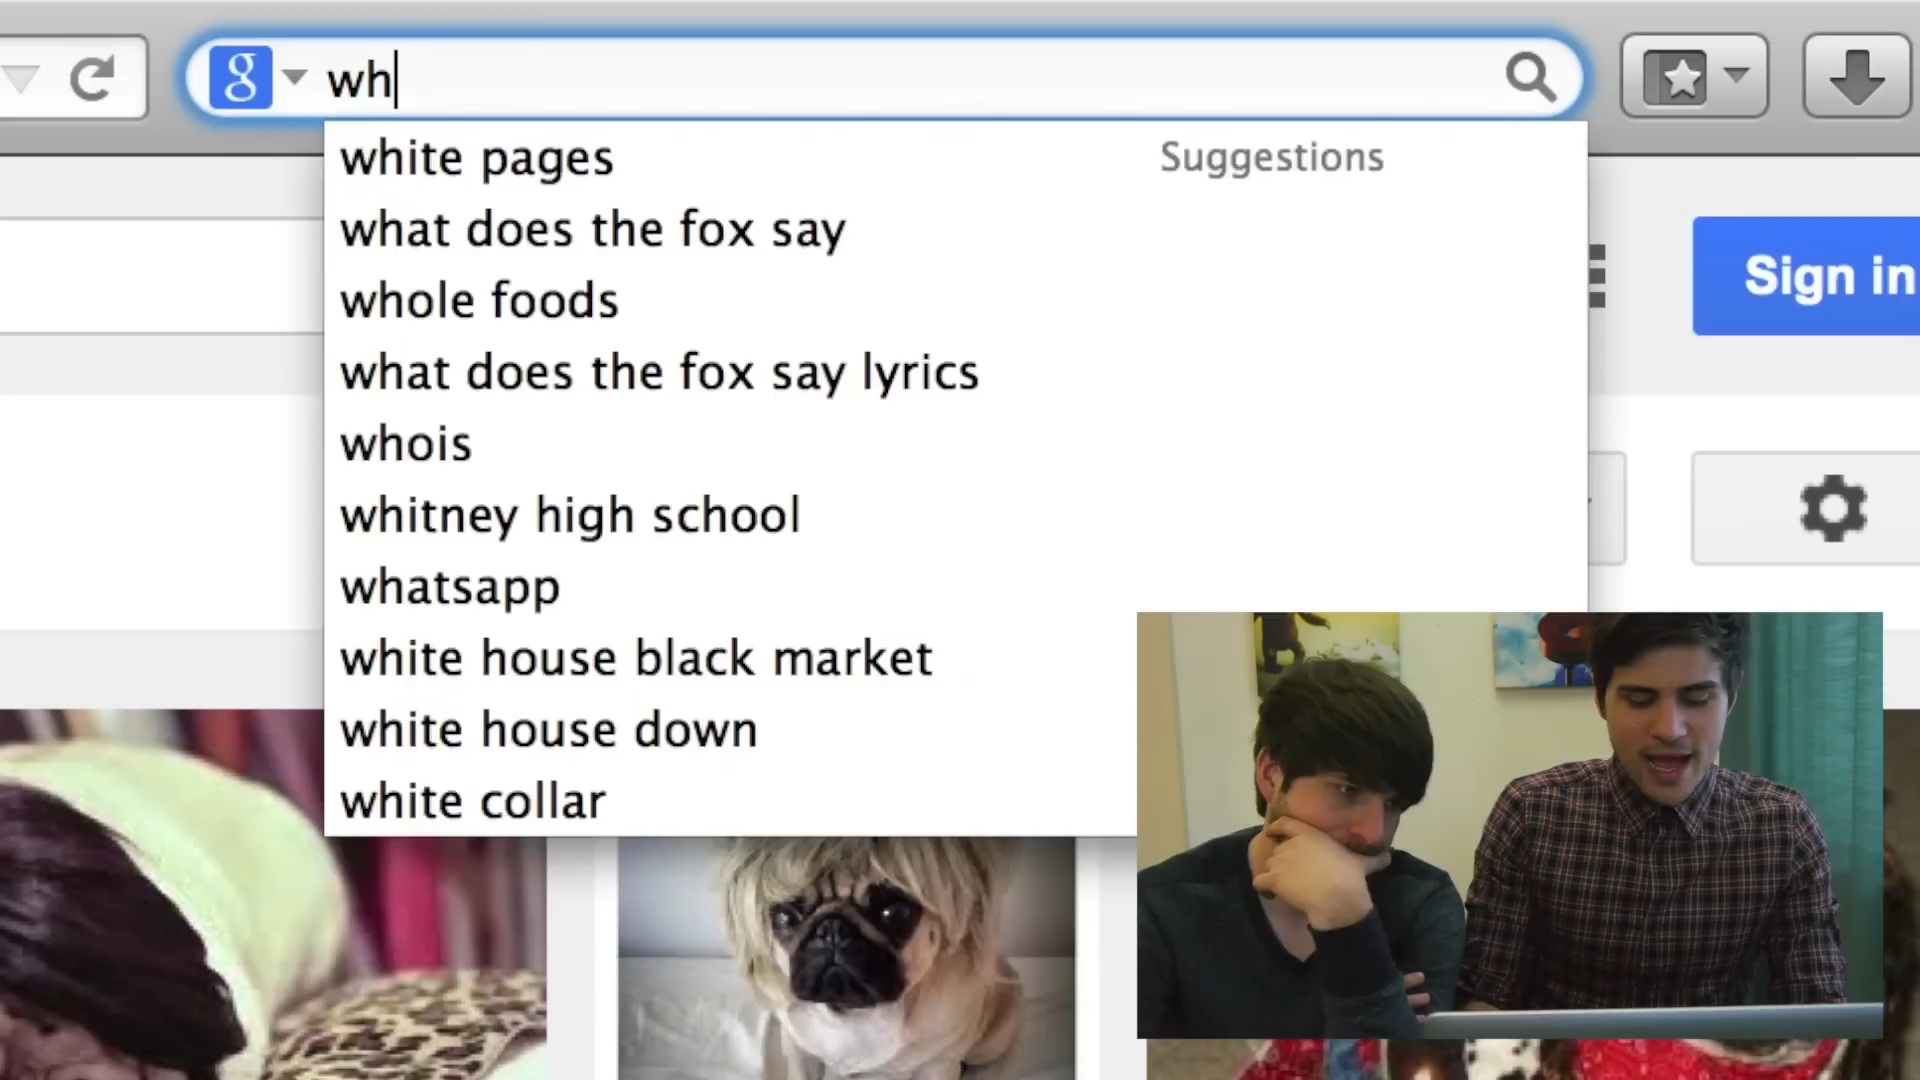 g wh
white pages Suggestions
what does the fox say
whole foods
what does the fox say lyrics
whois
whitney high school
whatsapp
white house black market
white house down
white collar
Sign in